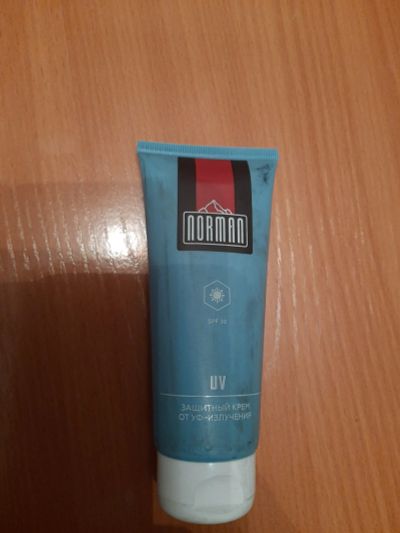 NORMAN
SPF 30
UV
ЗАЩИТНЫЙ КРЕМ
ОТ УФ-ИЗЛУЧЕНИЯ